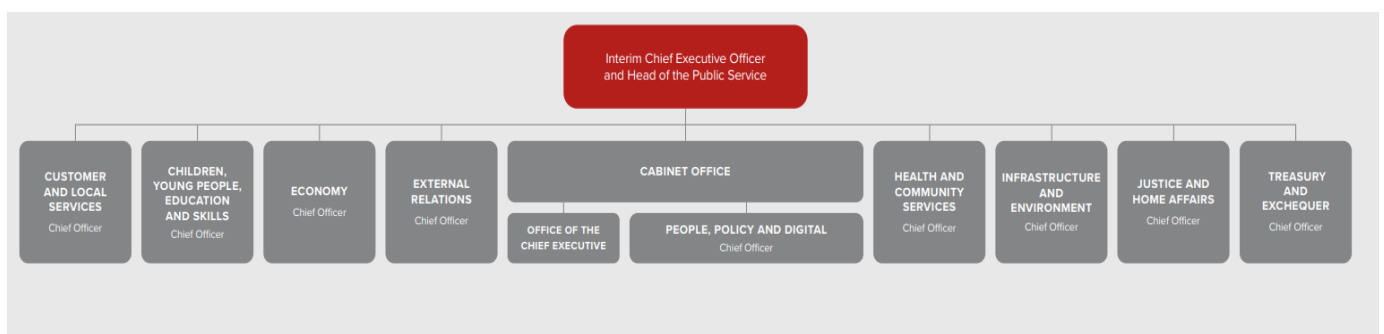 Interim Chief Executive Officer
and Head of the Public Service
CUSTOMER
AND LOCAL
SERVICES
Chief Officer
CHILDREN,
YOUNG PEOPLE,
EDUCATION
AND SKILLS
Chief Officer
ECONOMY
Chief Officer
EXTERNAL
RELATIONS
Chief Officer
CABINET OFFICE
OFFICE OF THE
CHIEF EXECUTIVE
PEOPLE, POLICY AND DIGITAL
Chief Officer
HEALTH AND
COMMUNITY
SERVICES
Chief Officer
INFRASTRUCTURE
AND
ENVIRONMENT
Chief Officer
JUSTICE AND
HOME AFFAIRS
Chief Officer
TREASURY
AND
EXCHEQUER
Chief Officer